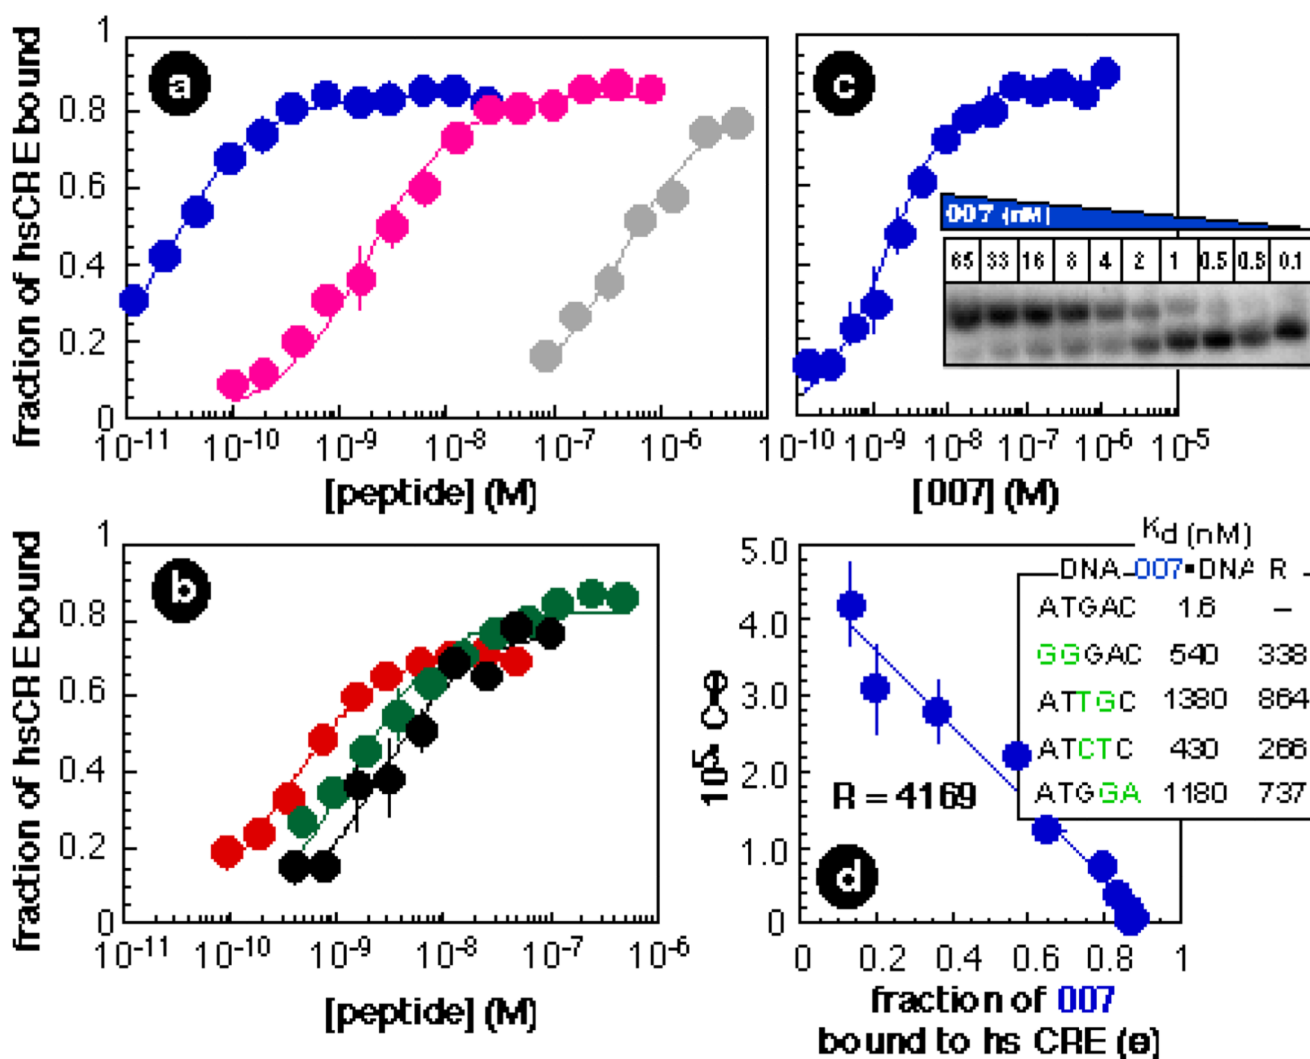 a
fraction of hsCRE bound
1
0.8
0.6
0.4
0.2
0
10-11 10-10 10-9 10-8 10-7 10-6
[peptide] (M)
c
007 (nM)
65 33 16 8 4 2 1 0.5 0.3 0.1
10-10 10-9 10-8 10-7 10-6 10-5
[007] (M)
b
fraction of hsCRE bound
1
0.8
0.6
0.4
0.2
0
10-11 10-10 10-9 10-8 10-7 10-6
[peptide] (M)
d
5.0
4.0
3.0
2.0
1.0
0
R = 4169
Kd (nM)
DNA 007•DNA R
ATGAC 1.6 –
GGGAC 540 338
ATTGC 1380 864
ATCTC 430 266
ATGGA 1180 737
0 0.2 0.4 0.6 0.8 1
fraction of 007
bound to hs CRE (ɵ)